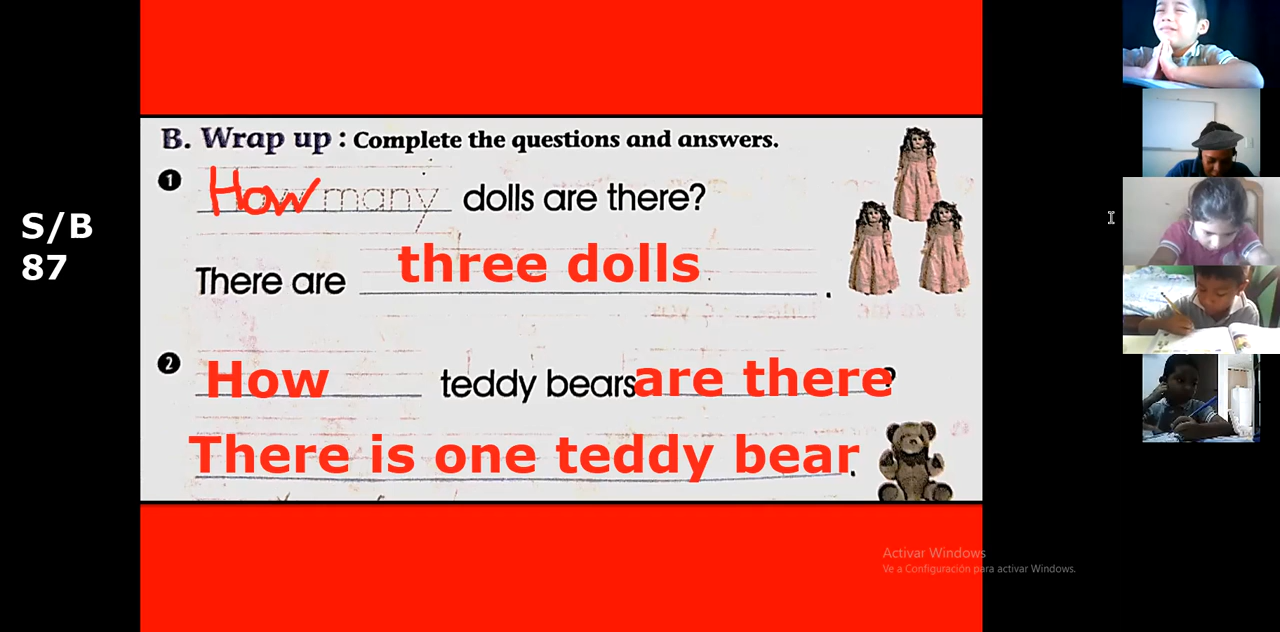 S/B
87
B. Wrap up : Complete the questions and answers.
1 How many dolls are there?
There are three dolls .
2 How teddy bears are there ?
There is one teddy bear .
Activar Windows
Ve a Configuración para activar Windows.